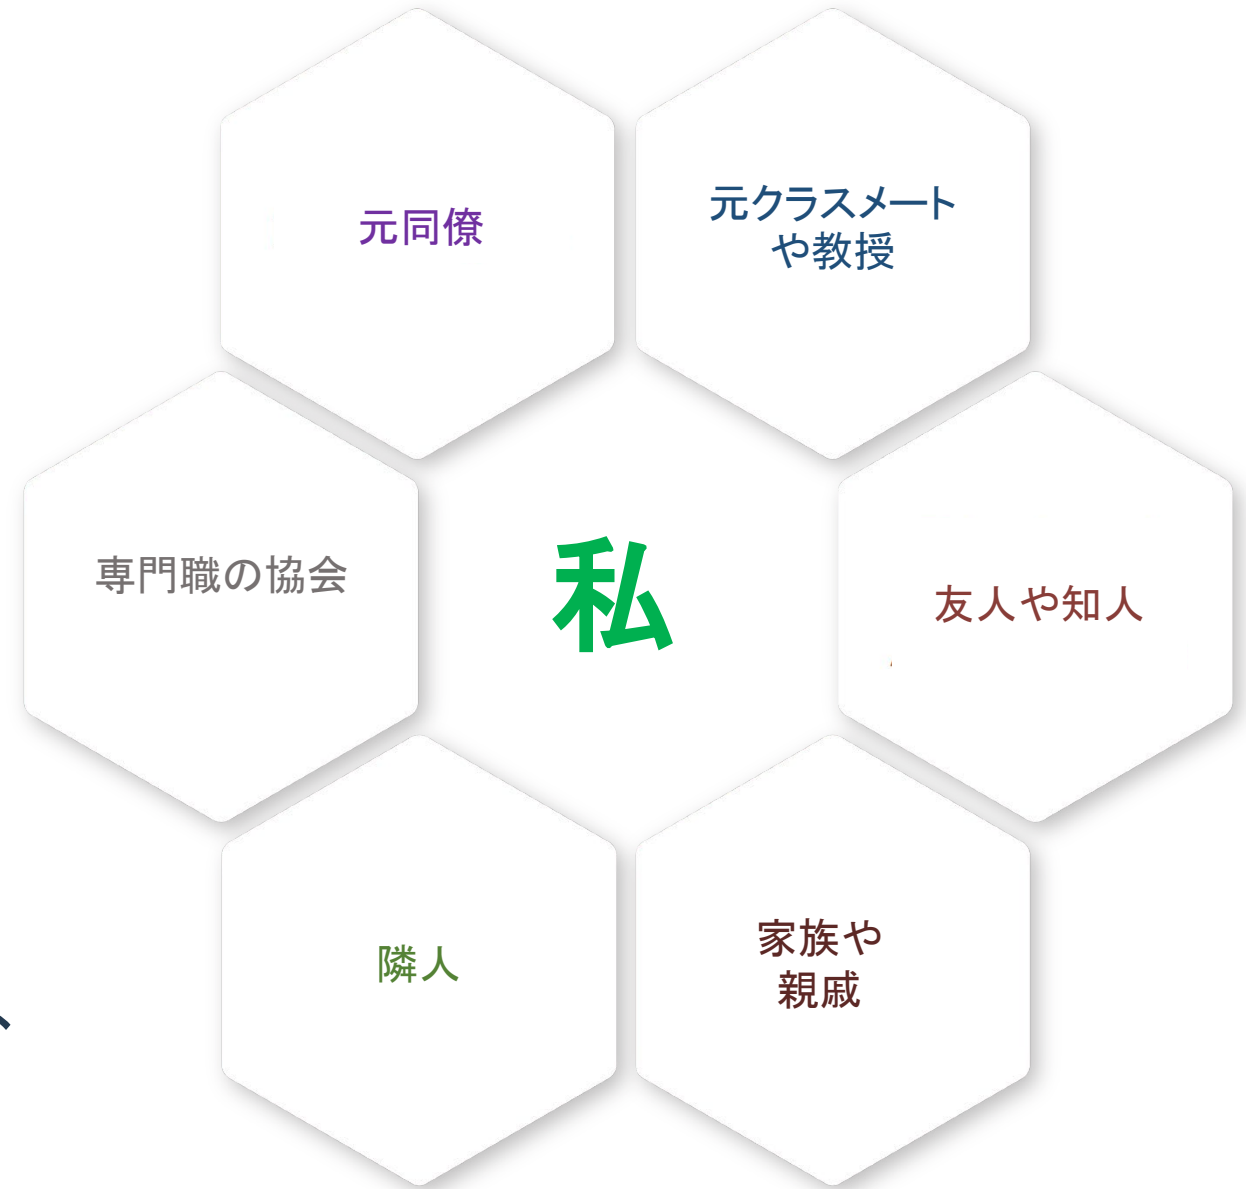 元同僚
元クラスメート
や教授
専門職の協会
私
友人や知人
隣人
家族や
親戚